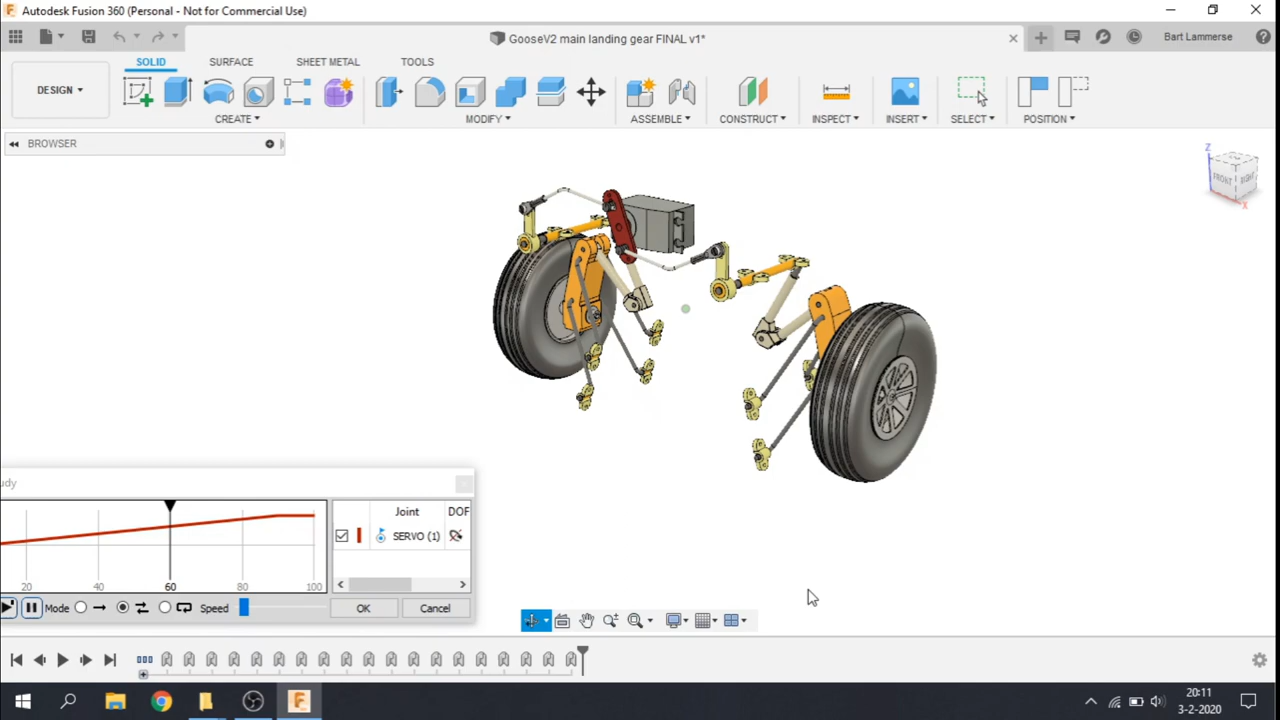 Autodesk Fusion 360 (Personal - Not for Commercial Use)
GooseV2 main landing gear FINAL v1*
Bart Lammerse
SOLID SURFACE SHEET METAL TOOLS
DESIGN
CREATE MODIFY ASSEMBLE CONSTRUCT INSPECT INSERT SELECT POSITION
BROWSER
Z
FRONT RIGHT
X
udy
Joint DOF
SERVO (1)
20 40 60 80 100
Mode Speed OK Cancel
20:11
3-2-2020